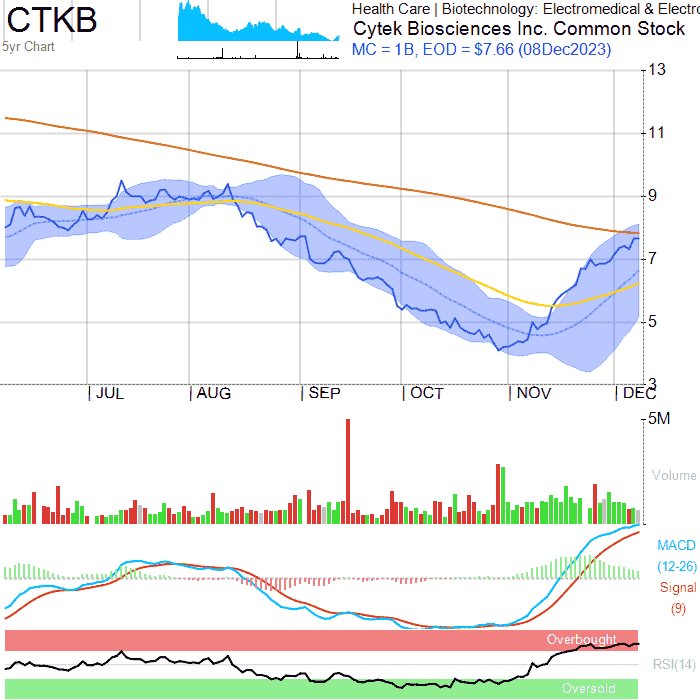 CTKB
5yr Chart
Health Care | Biotechnology: Electromedical & Electro
Cytek Biosciences Inc. Common Stock
MC = 1B, EOD = $7.66 (08Dec2023)
13
11
9
7
5
3
JUL AUG SEP OCT NOV DEC
5M
Volume
MACD
(12-26)
Signal
(9)
Overbought
RSI(14)
Oversold